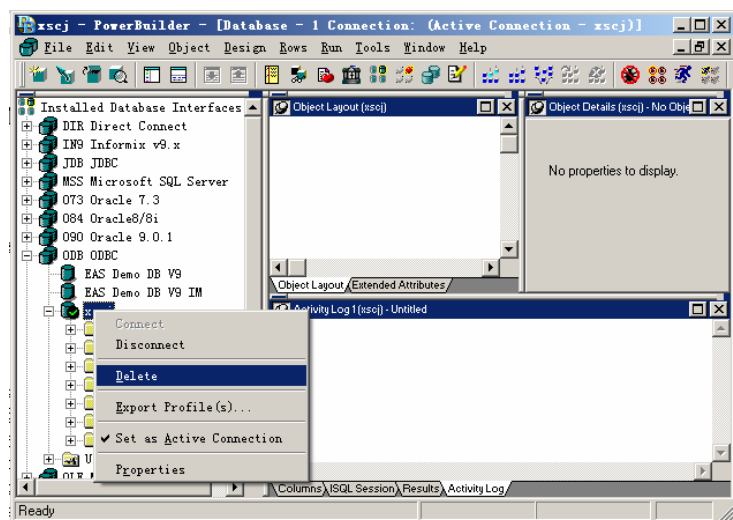 xscj - PowerBuilder - [Database - 1 Connection: (Active Connection - xscj)]
File Edit View Object Design Rows Run Tools Window Help
Installed Database Interfaces
DIR Direct Connect
IN9 Informix v9.x
JDB JDBC
MSS Microsoft SQL Server
O73 Oracle 7.3
O84 Oracle8/8i
O90 Oracle 9.0.1
ODB ODBC
EAS Demo DB V9
EAS Demo DB V9 IM
x
U
Connect
Disconnect
Delete
Export Profile(s)...
Set as Active Connection
Properties
Object Layout (xscj)
Object Layout Extended Attributes
Object Details (xscj) - No Obje
No properties to display.
Activity Log 1 (xscj) - Untitled
Columns ISQL Session Results Activity Log
Ready